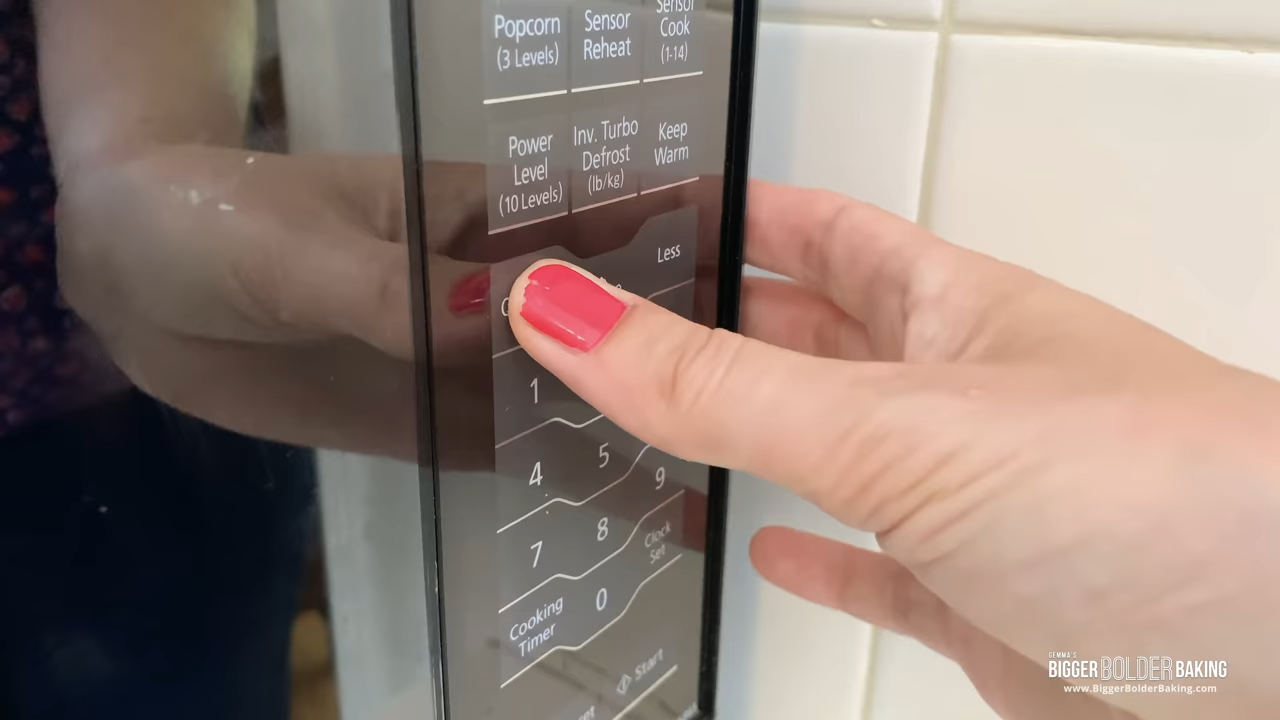 Popcorn
(3 Levels)
Sensor
Reheat
Sensor
Cook
(1-14)
Power
Level
(10 Levels)
Inv. Turbo
Defrost
(lb/kg)
Keep
Warm
Less
1
4
5
9
7
8
Clock
Set
Cooking
Timer
0
Start
GEMMA'S
BIGGER BOLDER BAKING
www.BiggerBolderBaking.com